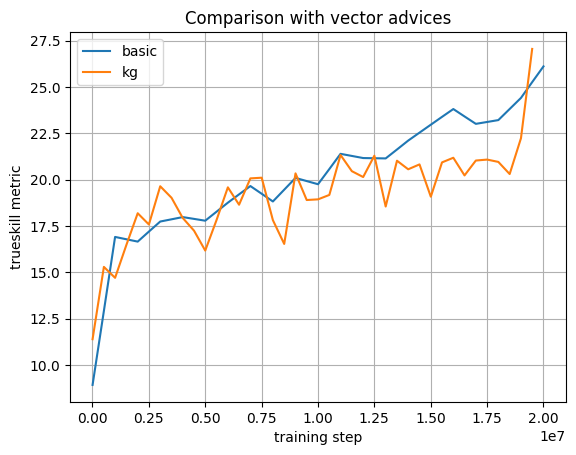 Comparison with vector advices
27.5
25.0
22.5
20.0
17.5
15.0
12.5
10.0
trueskill metric
basic
kg
0.00 0.25 0.50 0.75 1.00 1.25 1.50 1.75 2.00
1e7
training step